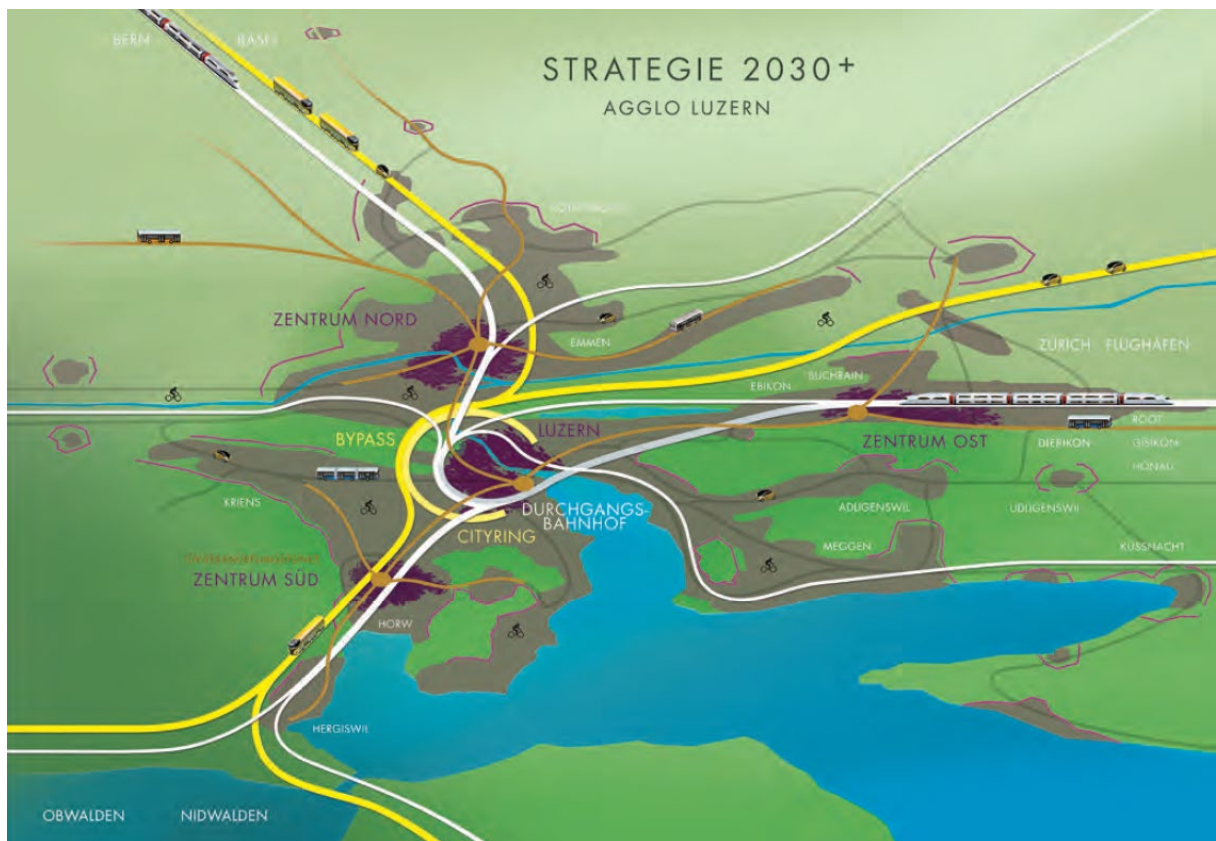 BERN BASEL
STRATEGIE 2030+
AGGLO LUZERN
ZENTRUM NORD
EMMEN
ZÜRICH FLUGHAFEN
BUCHRAIN
EBIKON
BYPASS
LUZERN
ZENTRUM OST
DIERIKON
ROOT
GISIKON
HONAU
KRIENS
DURCHGANGS-
BAHNHOF
ADLIGENSWIL
UDLIGENSWIL
CITYRING
MEGGEN
KÜSSNACHT
ZENTRUM SÜD
HORW
HERGISWIL
OBWALDEN NIDWALDEN